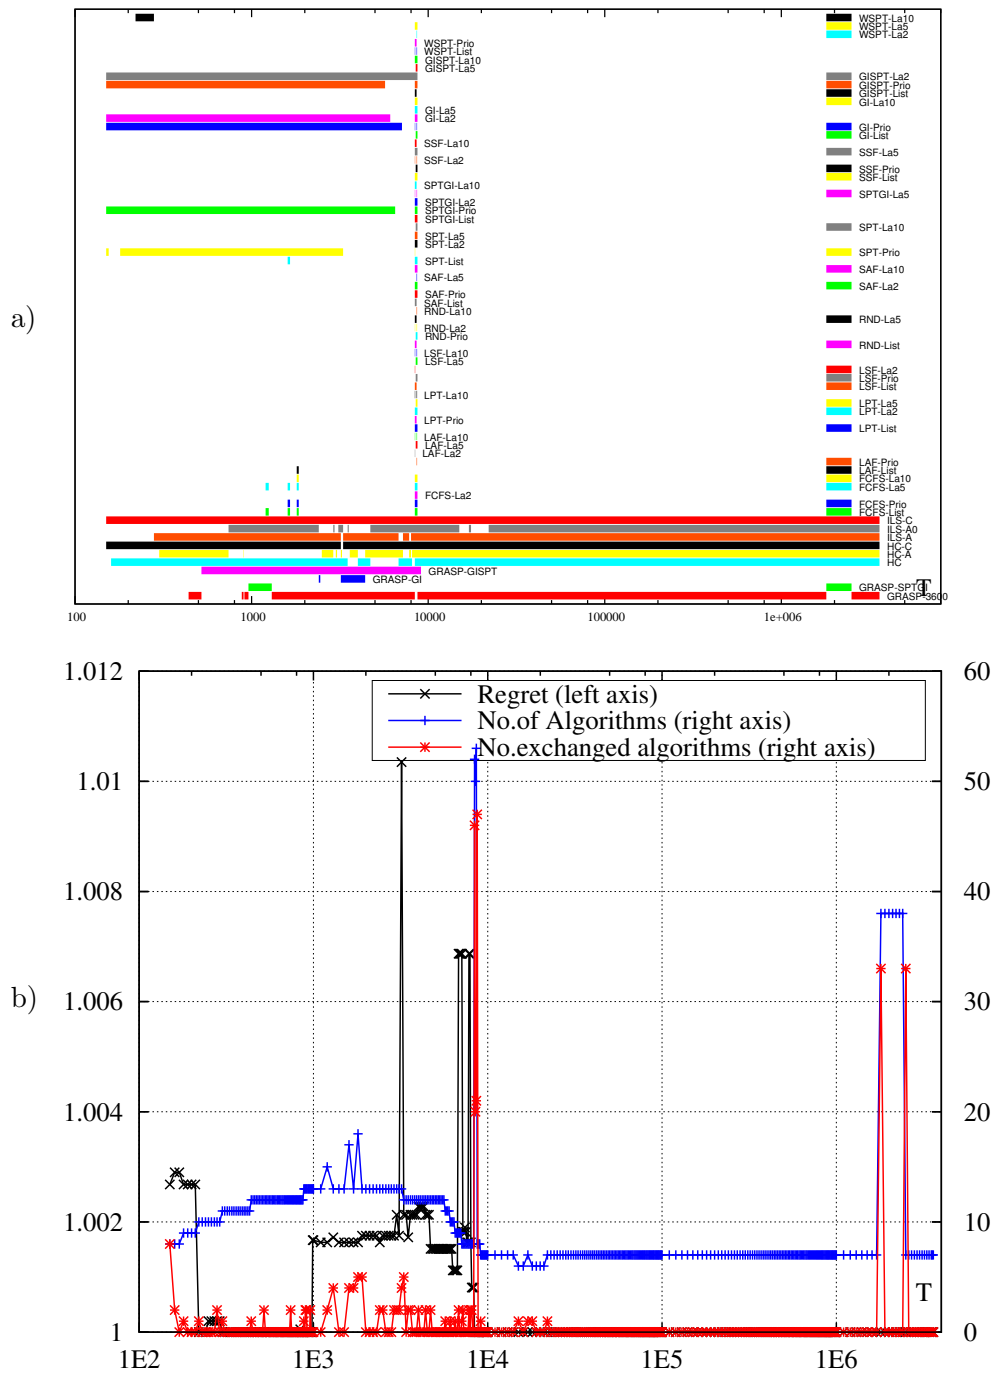 WSPT-La10
WSPT-La5
WSPT-La2
WSPT-Prio
WSPT-List
GISPT-La10
GISPT-La5
GISPT-La2
GISPT-Prio
GISPT-List
GI-La10
GI-La5
GI-La2
GI-Prio
GI-List
SSF-La10
SSF-La5
SSF-La2
SSF-Prio
SSF-List
SPTGI-La10
SPTGI-La5
SPTGI-La2
SPTGI-Prio
SPTGI-List
SPT-La10
SPT-La5
SPT-La2
SPT-Prio
SPT-List
SAF-La10
SAF-La5
SAF-La2
SAF-Prio
SAF-List
RND-La10
a)
RND-La5
RND-La2
RND-Prio
RND-List
LSF-La10
LSF-La5
LSF-La2
LSF-Prio
LSF-List
LPT-La10
LPT-La5
LPT-La2
LPT-Prio
LPT-List
LAF-La10
LAF-La5
LAF-La2
LAF-Prio
LAF-List
FCFS-La10
FCFS-La5
FCFS-La2
FCFS-Prio
FCFS-List
ILS-C
ILS-A0
ILS-A
HC-C
HC-A
HC
GRASP-GISPT
GRASP-GI
GRASP-SPTGI
T
GRASP-3600
100 1000 10000 100000 1e+006
1.012 60
Regret (left axis)
No.of Algorithms (right axis)
No.exchanged algorithms (right axis)
1.01 50
1.008 40
b)
1.006 30
1.004 20
1.002 10
T
1 0
1E2 1E3 1E4 1E5 1E6